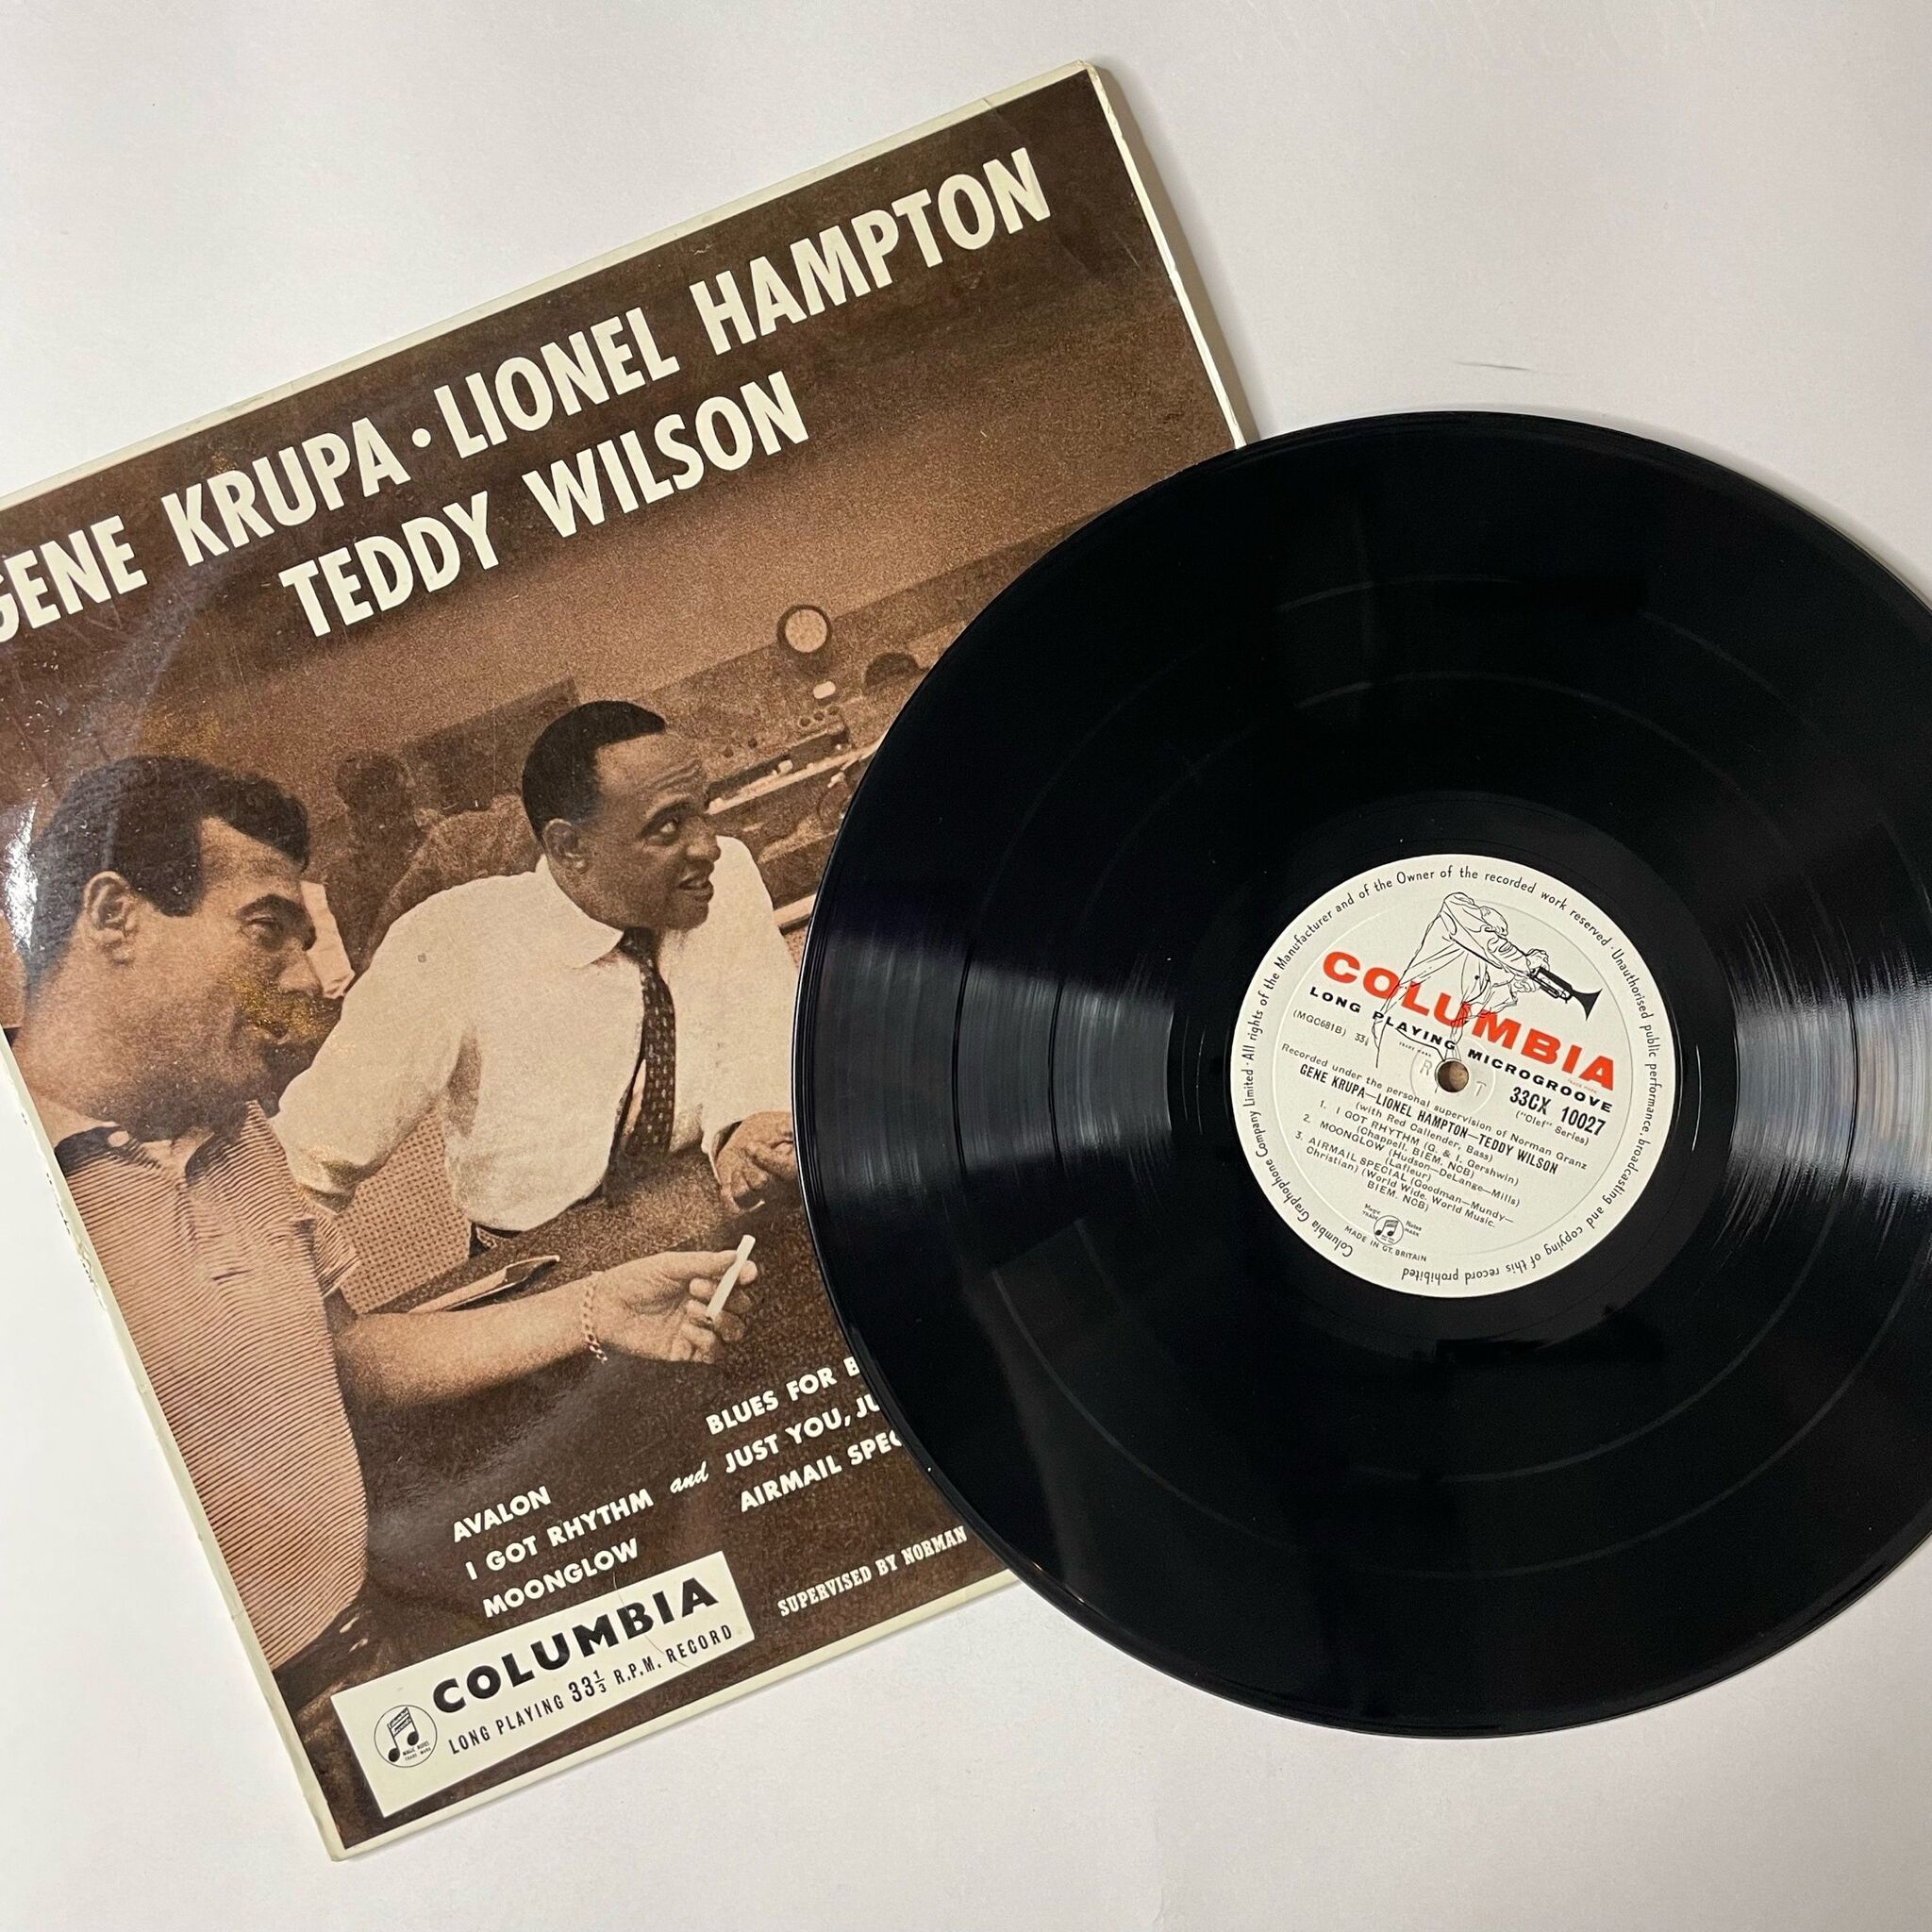 GENE KRUPA · LIONEL HAMPTON
TEDDY WILSON
AVALON
I GOT RHYTHM
MOONGLOW
and
BLUES FOR B
JUST YOU, JU
AIRMAIL SPEC
SUPERVISED BY NORMAN
COLUMBIA
LONG PLAYING 33⅓ R.P.M. RECORD
Columbia Graphophone Company Limited · All rights of the Manufacturer and of the Owner of the recorded work reserved · Unauthorised public performance, broadcasting and copying of this record prohibited
COLUMBIA
LONG PLAYING MICROGROOVE
(MGC681B) 33⅓
33CX 10027
("Clef" Series)
Recorded under the personal supervision of Norman Granz
GENE KRUPA—LIONEL HAMPTON—TEDDY WILSON
(with Red Callender, Bass)
1. I GOT RHYTHM (G. & I. Gershwin)
(Chappell, BIEM, NCB)
2. MOONGLOW (Hudson—DeLange—Mills)
(Lafleur)
3. AIRMAIL SPECIAL (Goodman—Mundy—
Christian) (World Wide, World Music,
BIEM, NCB)
Magic Notes
TRADE MARK
MADE IN GT. BRITAIN